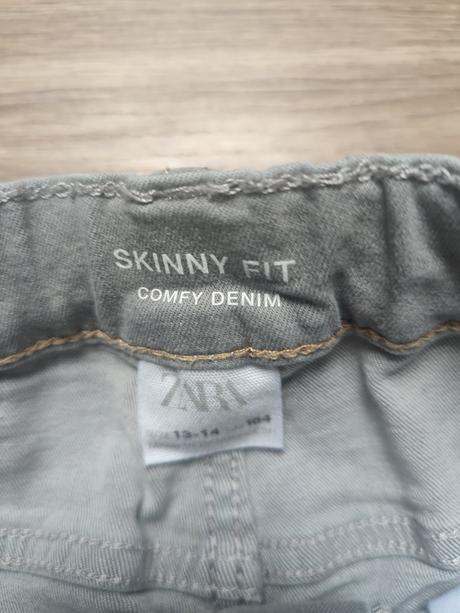 SKINNY FIT
COMFY DENIM
ZARA
13-14 164